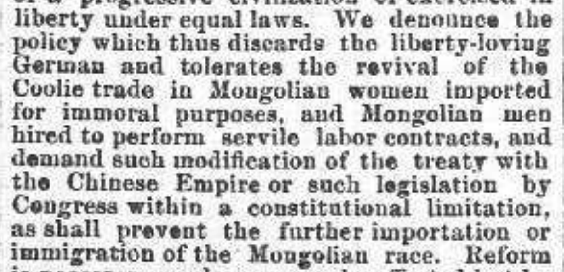 of a progressive civilization or exercised in
liberty under equal laws. We denounce the
policy which thus discards the liberty-loving
German and tolerates the revival of the
Coolie trade in Mongolian women imported
for immoral purposes, and Mongolian men
hired to perform servile labor contracts, and
demand such modification of the treaty with
the Chinese Empire or such legislation by
Congress within a constitutional limitation,
as shall prevent the further importation or
immigration of the Mongolian race. Reform